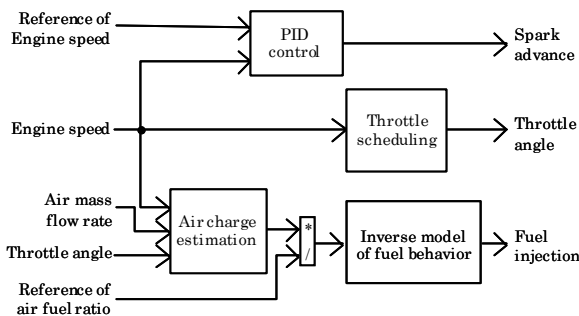 Reference of
Engine speed
PID
control
Spark
advance
Engine speed
Throttle
scheduling
Throttle
angle
Air mass
flow rate
Throttle angle
Air charge
estimation
*
/
Inverse model
of fuel behavior
Fuel
injection
Reference of
air fuel ratio